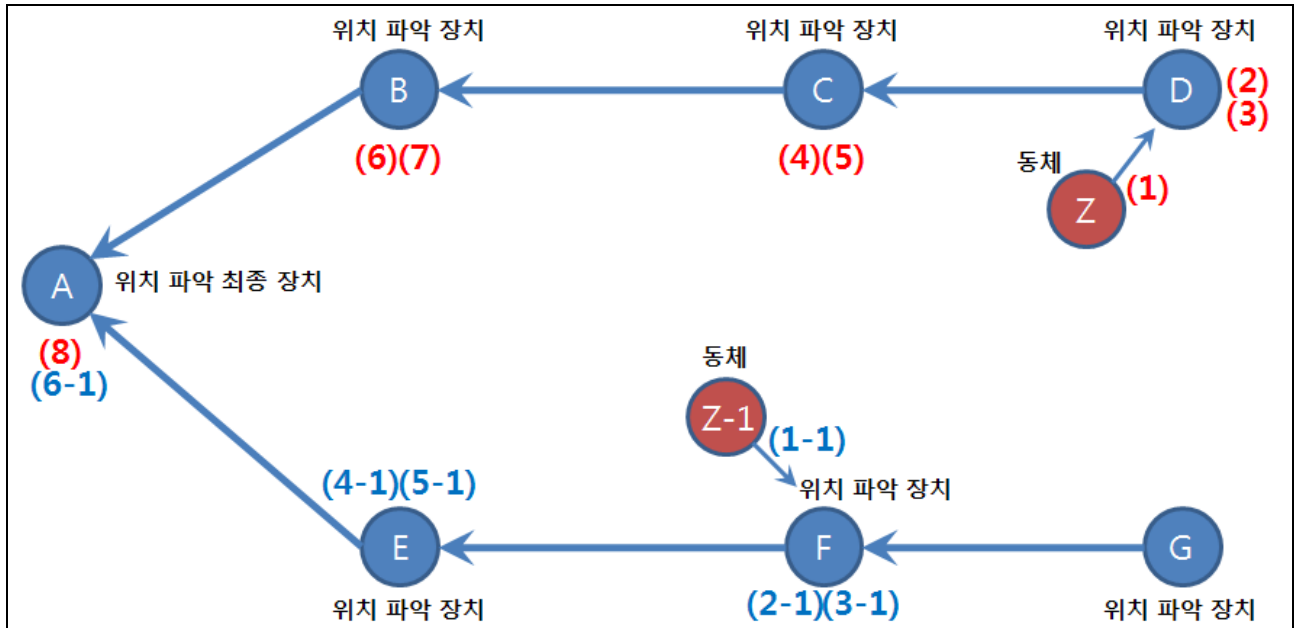 위치 파악 장치 위치 파악 장치 위치 파악 장치
B C D (2)
(3)
(6)(7) (4)(5) 동체
Z (1)
A 위치 파악 최종 장치
(8)
(6-1)
동체
Z-1 (1-1)
(4-1)(5-1) 위치 파악 장치
E F G
(2-1)(3-1)
위치 파악 장치 위치 파악 장치